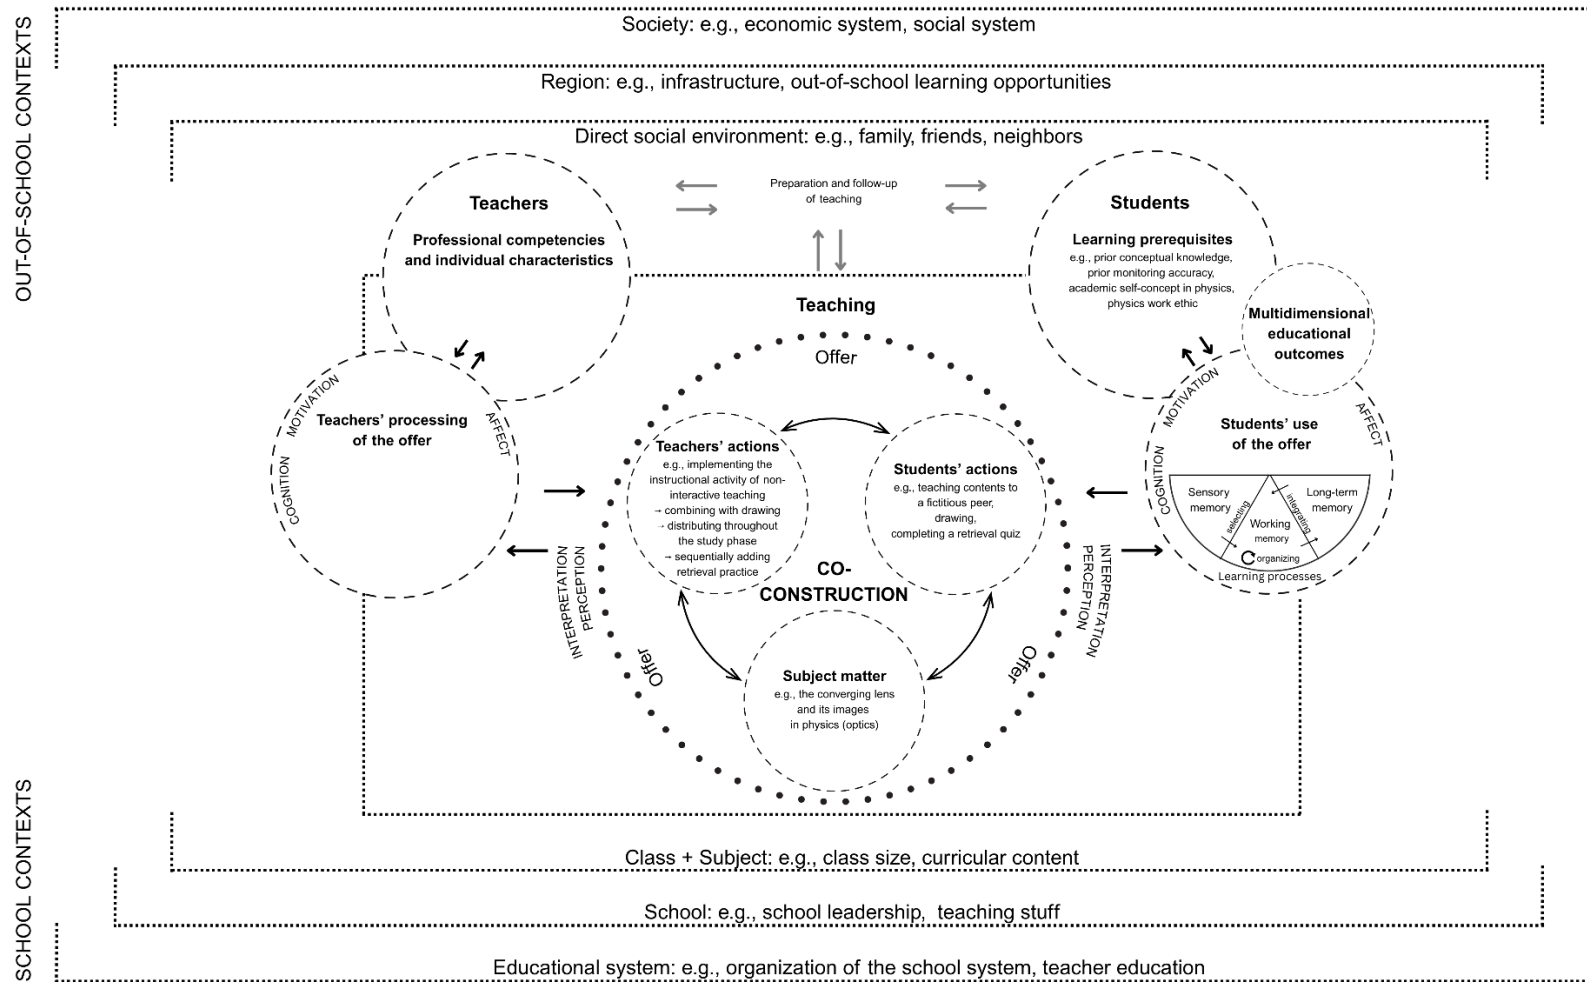 OUT-OF-SCHOOL CONTEXTS
Society: e.g., economic system, social system
Region: e.g., infrastructure, out-of-school learning opportunities
Direct social environment: e.g., family, friends, neighbors
Teachers
Professional competencies
and individual characteristics
Preparation and follow-up
of teaching
Students
Learning prerequisites
e.g., prior conceptual knowledge,
prior monitoring accuracy,
academic self-concept in physics,
physics work ethic
Multidimensional
educational
outcomes
Teaching
Offer
MOTIVATION
COGNITION
AFFECT
Teachers' processing
of the offer
INTERPRETATION
PERCEPTION
Teachers' actions
e.g., implementing the
instructional activity of non-
interactive teaching
→ combining with drawing
→ distributing throughout
the study phase
→ sequentially adding
retrieval practice
Students' actions
e.g., teaching contents to
a fictitious peer,
drawing,
completing a retrieval quiz
CO-
CONSTRUCTION
Subject matter
e.g., the converging lens
and its images
in physics (optics)
Offer
Offer
INTERPRETATION
PERCEPTION
MOTIVATION
COGNITION
AFFECT
Students' use
of the offer
Sensory
memory
selecting
Working
memory
integrating
Long-term
memory
organizing
Learning processes
SCHOOL CONTEXTS
Class + Subject: e.g., class size, curricular content
School: e.g., school leadership, teaching stuff
Educational system: e.g., organization of the school system, teacher education